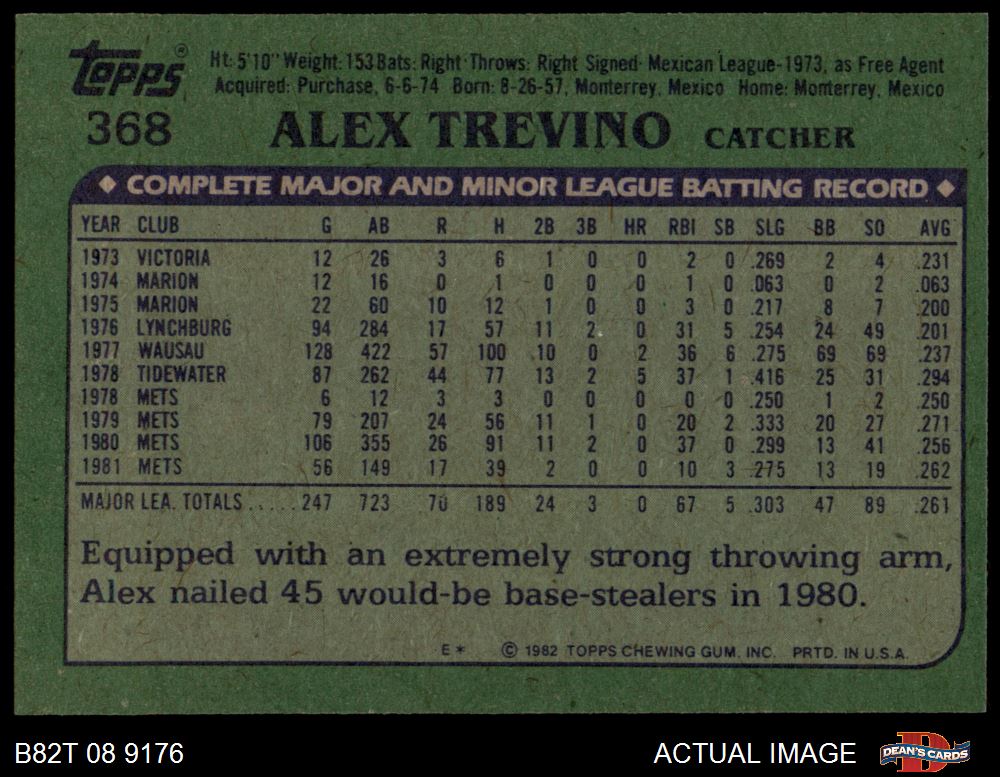 Topps®
Ht: 5'10" Weight: 153 Bats: Right Throws: Right Signed: Mexican League-1973, as Free Agent
Acquired: Purchase, 6-6-74 Born: 8-26-57, Monterrey, Mexico Home: Monterrey, Mexico
368 ALEX TREVINO CATCHER
◆ COMPLETE MAJOR AND MINOR LEAGUE BATTING RECORD ◆
YEAR CLUB G AB R H 2B 3B HR RBI SB SLG BB SO AVG
1973 VICTORIA 12 26 3 6 1 0 0 2 0 .269 2 4 .231
1974 MARION 12 16 0 1 0 0 0 1 0 .063 0 2 .063
1975 MARION 22 60 10 12 1 0 0 3 0 .217 8 7 .200
1976 LYNCHBURG 94 284 17 57 11 2 0 31 5 .254 24 49 .201
1977 WAUSAU 128 422 57 100 10 0 2 36 6 .275 69 69 .237
1978 TIDEWATER 87 262 44 77 13 2 5 37 1 .416 25 31 .294
1978 METS 6 12 3 3 0 0 0 0 0 .250 1 2 .250
1979 METS 79 207 24 56 11 1 0 20 2 .333 20 27 .271
1980 METS 106 355 26 91 11 2 0 37 0 .299 13 41 .256
1981 METS 56 149 17 39 2 0 0 10 3 .275 13 19 .262
MAJOR LEA. TOTALS ..... 247 723 70 189 24 3 0 67 5 .303 47 89 .261
Equipped with an extremely strong throwing arm,
Alex nailed 45 would-be base-stealers in 1980.
E* © 1982 TOPPS CHEWING GUM, INC. PRTD. IN U.S.A.
B82T 08 9176 ACTUAL IMAGE DEAN'S CARDS